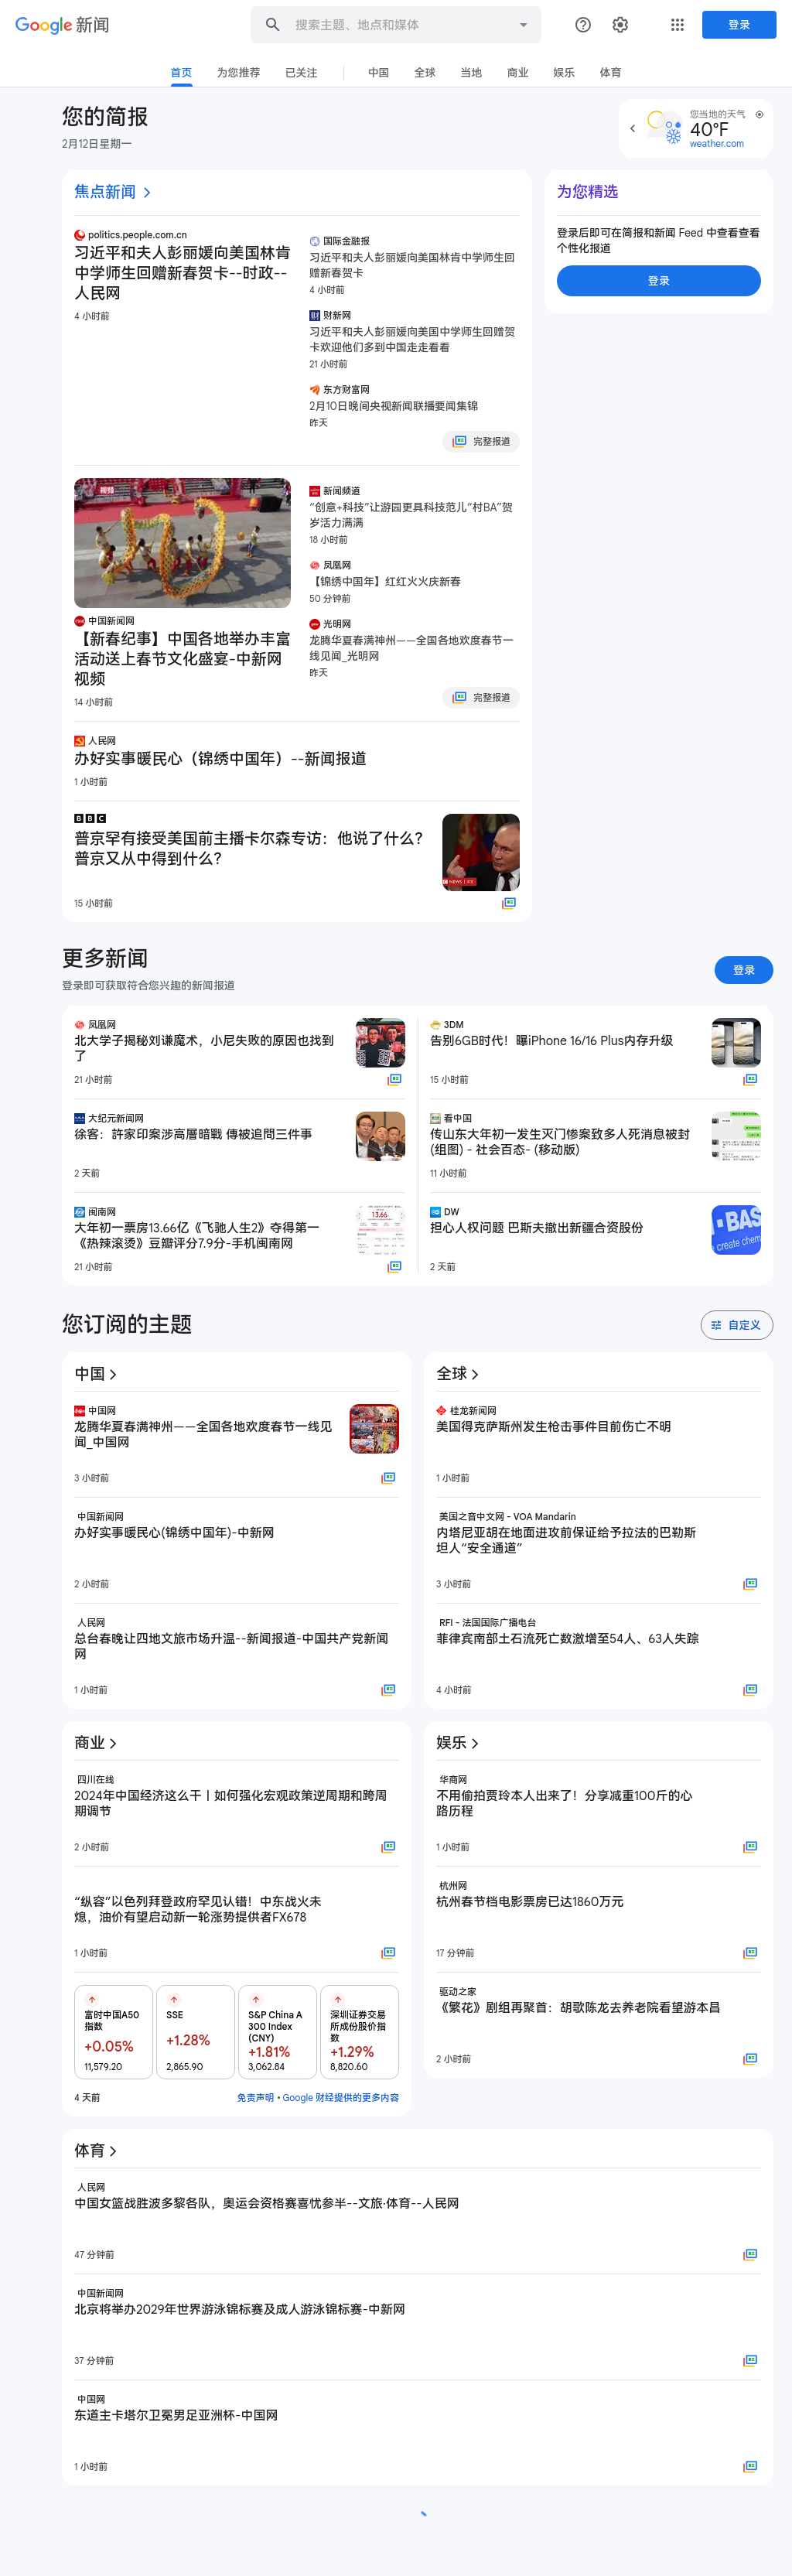 Google 新闻
搜索主题、地点和媒体
登录
首页
为您推荐
已关注
中国
全球
当地
商业
娱乐
体育
您的简报
2月12日星期一
您当地的天气
40°F
weather.com
焦点新闻
politics.people.com.cn
习近平和夫人彭丽媛向美国林肯
中学师生回赠新春贺卡--时政--
人民网
4 小时前
国际金融报
习近平和夫人彭丽媛向美国林肯中学师生回
赠新春贺卡
4 小时前
财新网
习近平和夫人彭丽媛向美国中学师生回赠贺
卡欢迎他们多到中国走走看看
21 小时前
东方财富网
2月10日晚间央视新闻联播要闻集锦
昨天
完整报道
为您精选
登录后即可在简报和新闻 Feed 中查看查看
个性化报道
登录
视频
中国新闻网
【新春纪事】中国各地举办丰富
活动送上春节文化盛宴-中新网
视频
14 小时前
新闻频道
“创意+科技”让游园更具科技范儿“村BA”贺
岁活力满满
18 小时前
凤凰网
【锦绣中国年】红红火火庆新春
50 分钟前
光明网
龙腾华夏春满神州——全国各地欢度春节一
线见闻_光明网
昨天
完整报道
人民网
办好实事暖民心（锦绣中国年）--新闻报道
1 小时前
BBC
普京罕有接受美国前主播卡尔森专访：他说了什么？
普京又从中得到什么？
15 小时前
NEWS
更多新闻
登录即可获取符合您兴趣的新闻报道
登录
凤凰网
北大学子揭秘刘谦魔术，小尼失败的原因也找到
了
21 小时前
3DM
告别6GB时代！曝iPhone 16/16 Plus内存升级
15 小时前
大纪元新闻网
徐客：許家印案涉高層暗戰 傳被追問三件事
2 天前
看中国
传山东大年初一发生灭门惨案致多人死消息被封
(组图) - 社会百态- (移动版)
11 小时前
闽南网
大年初一票房13.66亿《飞驰人生2》夺得第一
《热辣滚烫》豆瓣评分7.9分-手机闽南网
21 小时前
13.66
DW
担心人权问题 巴斯夫撤出新疆合资股份
2 天前
BAS
create chem
您订阅的主题
自定义
中国
中国网
龙腾华夏春满神州——全国各地欢度春节一线见
闻_中国网
3 小时前
中国新闻网
办好实事暖民心(锦绣中国年)-中新网
2 小时前
人民网
总台春晚让四地文旅市场升温--新闻报道-中国共产党新闻
网
1 小时前
全球
桂龙新闻网
美国得克萨斯州发生枪击事件目前伤亡不明
1 小时前
美国之音中文网 - VOA Mandarin
内塔尼亚胡在地面进攻前保证给予拉法的巴勒斯
坦人“安全通道”
3 小时前
RFI - 法国国际广播电台
菲律宾南部土石流死亡数激增至54人、63人失踪
4 小时前
商业
四川在线
2024年中国经济这么干丨如何强化宏观政策逆周期和跨周
期调节
2 小时前
“纵容”以色列拜登政府罕见认错！中东战火未
熄，油价有望启动新一轮涨势提供者FX678
1 小时前
富时中国A50
指数
+0.05%
11,579.20
SSE
+1.28%
2,865.90
S&P China A
300 Index
(CNY)
+1.81%
3,062.84
深圳证券交易
所成份股价指
数
+1.29%
8,820.60
4 天前
免责声明 • Google 财经提供的更多内容
娱乐
华商网
不用偷拍贾玲本人出来了！分享减重100斤的心
路历程
1 小时前
杭州网
杭州春节档电影票房已达1860万元
17 分钟前
驱动之家
《繁花》剧组再聚首：胡歌陈龙去养老院看望游本昌
2 小时前
体育
人民网
中国女篮战胜波多黎各队，奥运会资格赛喜忧参半--文旅·体育--人民网
47 分钟前
中国新闻网
北京将举办2029年世界游泳锦标赛及成人游泳锦标赛-中新网
37 分钟前
中国网
东道主卡塔尔卫冕男足亚洲杯-中国网
1 小时前